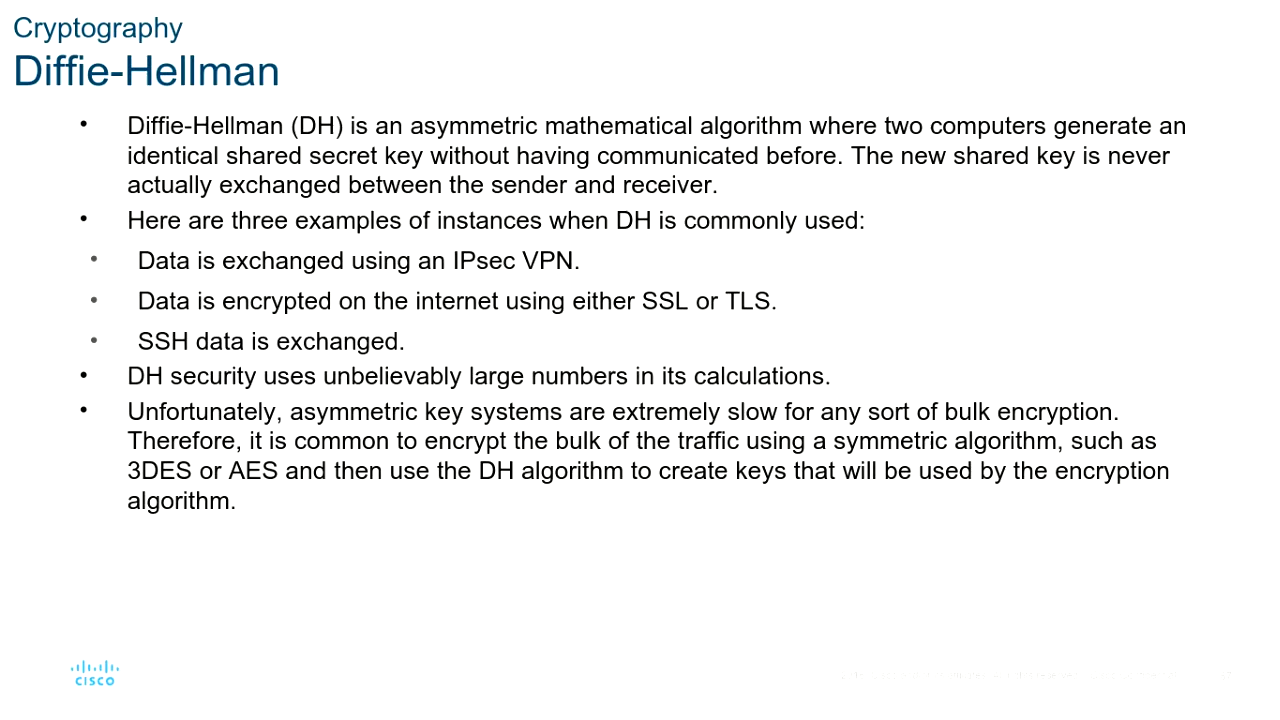 Cryptography
Diffie-Hellman
• Diffie-Hellman (DH) is an asymmetric mathematical algorithm where two computers generate an
identical shared secret key without having communicated before. The new shared key is never
actually exchanged between the sender and receiver.
• Here are three examples of instances when DH is commonly used:
• Data is exchanged using an IPsec VPN.
• Data is encrypted on the internet using either SSL or TLS.
• SSH data is exchanged.
• DH security uses unbelievably large numbers in its calculations.
• Unfortunately, asymmetric key systems are extremely slow for any sort of bulk encryption.
Therefore, it is common to encrypt the bulk of the traffic using a symmetric algorithm, such as
3DES or AES and then use the DH algorithm to create keys that will be used by the encryption
algorithm.
CISCO